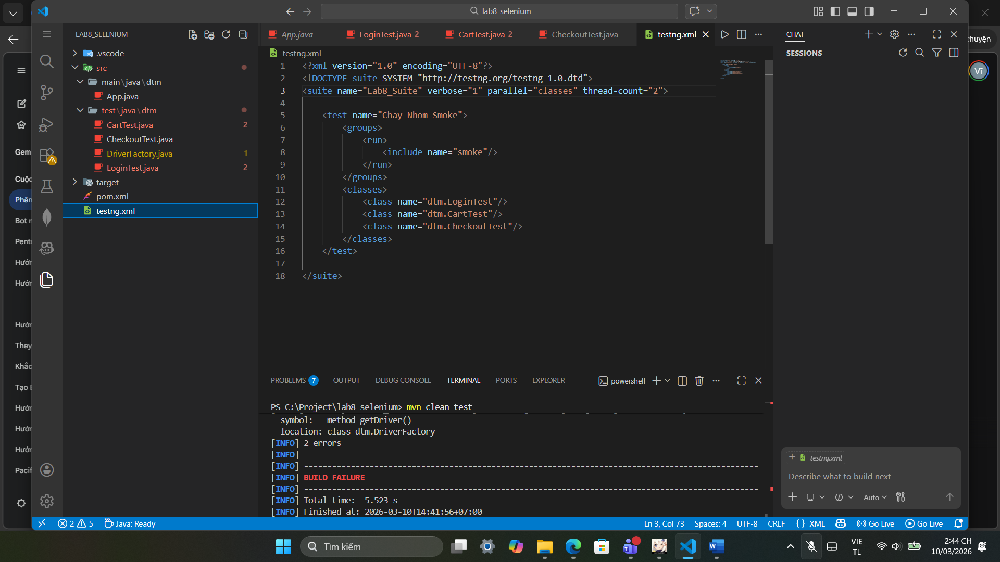 lab8_selenium
LAB8_SELENIUM
.vscode
src
main\java\dtm
App.java
test\java\dtm
CartTest.java 2
CheckoutTest.java
DriverFactory.java 1
LoginTest.java 2
target
pom.xml
testng.xml
App.java
LoginTest.java 2
CartTest.java 2
CheckoutTest.java
testng.xml
testng.xml
1 <?xml version="1.0" encoding="UTF-8"?>
2 <!DOCTYPE suite SYSTEM "http://testng.org/testng-1.0.dtd">
3 <suite name="Lab8_Suite" verbose="1" parallel="classes" thread-count="2">
4
5 <test name="Chay Nhom Smoke">
6 <groups>
7 <run>
8 <include name="smoke"/>
9 </run>
10 </groups>
11 <classes>
12 <class name="dtm.LoginTest"/>
13 <class name="dtm.CartTest"/>
14 <class name="dtm.CheckoutTest"/>
15 </classes>
16 </test>
17
18 </suite>
PROBLEMS 7
OUTPUT
DEBUG CONSOLE
TERMINAL
PORTS
EXPLORER
powershell
PS C:\Project\lab8_selenium> mvn clean test
symbol: method getDriver()
location: class dtm.DriverFactory
[INFO] 2 errors
[INFO] -------------------------------------------------------------
[INFO] ------------------------------------------------------------------------------------------------
[INFO] BUILD FAILURE
[INFO] ------------------------------------------------------------------------------------------------
[INFO] Total time: 5.523 s
[INFO] Finished at: 2026-03-10T14:41:56+07:00
CHAT
SESSIONS
testng.xml
Describe what to build next
Auto
chuyện
Vĩ
Gem
Cuộc
Phân
Bot
Hướ
Hướ
Hướ
Thay
Khắc
Tạo
Hướ
Hướ
Hướ
Pacif
2 5
Java: Ready
Ln 3, Col 73
Spaces: 4
UTF-8
CRLF
{ } XML
Go Live
Go Live
Tìm kiếm
VIE
TL
2:44 CH
10/03/2026